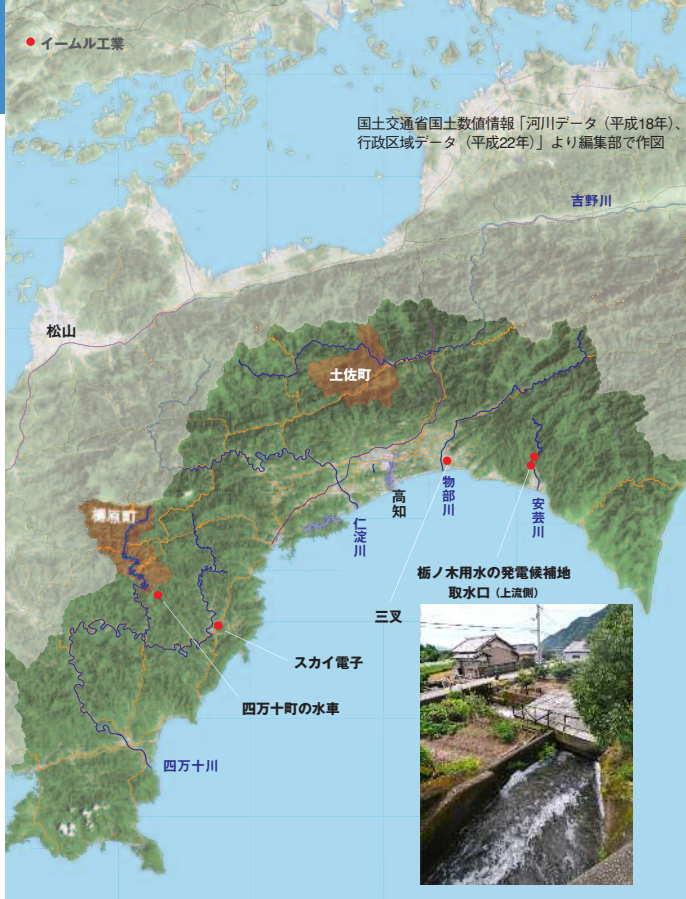 イームル工業
国土交通省国土数値情報「河川データ（平成18年）、
行政区域データ（平成22年）」より編集部で作図
吉野川
松山
土佐町
梼原町
高知
物部川
仁淀川
安芸川
栃ノ木用水の発電候補地
取水口（上流側）
三叉
スカイ電子
四万十町の水車
四万十川